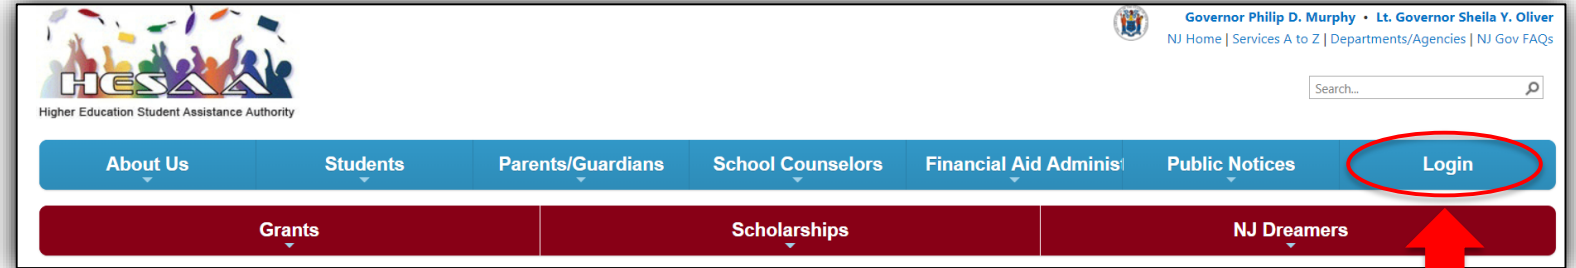 Governor Philip D. Murphy • Lt. Governor Sheila Y. Oliver
NJ Home | Services A to Z | Departments/Agencies | NJ Gov FAQs
HESAA
Higher Education Student Assistance Authority
Search...
About Us Students Parents/Guardians School Counselors Financial Aid Administ Public Notices Login
Grants Scholarships NJ Dreamers